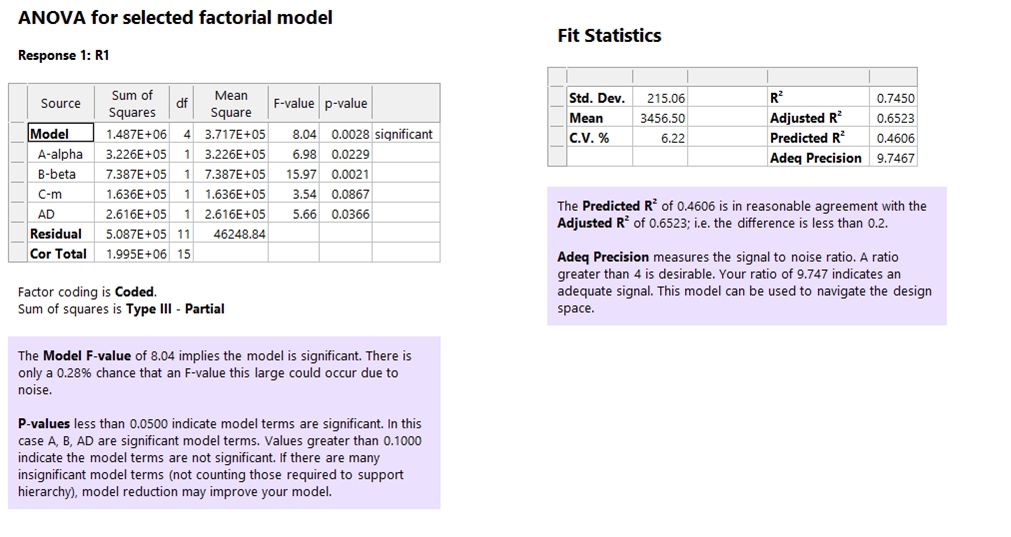 ANOVA for selected factorial model
Response 1: R1
Source Sum of Squares df Mean Square F-value p-value
Model 1.487E+06 4 3.717E+05 8.04 0.0028 significant
A-alpha 3.226E+05 1 3.226E+05 6.98 0.0229
B-beta 7.387E+05 1 7.387E+05 15.97 0.0021
C-m 1.636E+05 1 1.636E+05 3.54 0.0867
AD 2.616E+05 1 2.616E+05 5.66 0.0366
Residual 5.087E+05 11 46248.84
Cor Total 1.995E+06 15
Factor coding is Coded.
Sum of squares is Type III - Partial
The Model F-value of 8.04 implies the model is significant. There is
only a 0.28% chance that an F-value this large could occur due to
noise.
P-values less than 0.0500 indicate model terms are significant. In this
case A, B, AD are significant model terms. Values greater than 0.1000
indicate the model terms are not significant. If there are many
insignificant model terms (not counting those required to support
hierarchy), model reduction may improve your model.
Fit Statistics
Std. Dev. 215.06 R² 0.7450
Mean 3456.50 Adjusted R² 0.6523
C.V. % 6.22 Predicted R² 0.4606
Adeq Precision 9.7467
The Predicted R² of 0.4606 is in reasonable agreement with the
Adjusted R² of 0.6523; i.e. the difference is less than 0.2.
Adeq Precision measures the signal to noise ratio. A ratio
greater than 4 is desirable. Your ratio of 9.747 indicates an
adequate signal. This model can be used to navigate the design
space.